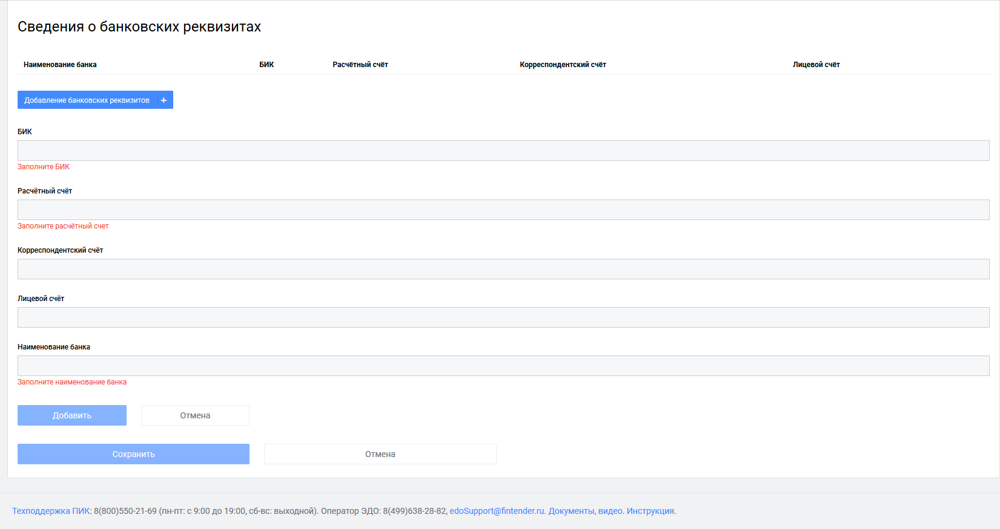 Сведения о банковских реквизитах
Наименование банка БИК Расчётный счёт Корреспондентский счёт Лицевой счёт
Добавление банковских реквизитов +
БИК
Заполните БИК
Расчётный счёт
Заполните расчётный счет
Корреспондентский счёт
Лицевой счёт
Наименование банка
Заполните наименование банка
Добавить Отмена
Сохранить Отмена
Техподдержка ПИК: 8(800)550-21-69 (пн-пт: с 9:00 до 19:00, сб-вс: выходной). Оператор ЭДО: 8(499)638-28-82, edoSupport@fintender.ru. Документы, видео. Инструкция.